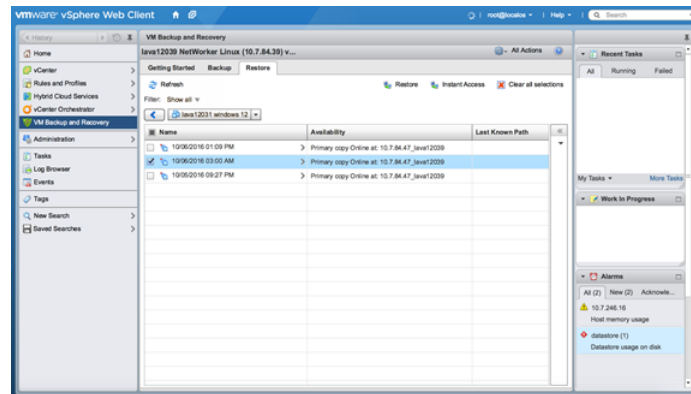 vmware® vSphere Web Client
root@localos
Help
Search
History
Home
vCenter
Rules and Profiles
Hybrid Cloud Services
vCenter Orchestrator
VM Backup and Recovery
Administration
Tasks
Log Browser
Events
Tags
New Search
Saved Searches
VM Backup and Recovery
lava12039 NetWorker Linux (10.7.84.39) v...
All Actions
Getting Started Backup Restore
Refresh
Restore Instant Access Clear all selections
Filter: Show all
lava12031 windows 12
Name Availability Last Known Path
10/06/2016 01:09 PM Primary copy Online at: 10.7.84.47_lava12039
10/06/2016 03:00 AM Primary copy Online at: 10.7.84.47_lava12039
10/05/2016 09:27 PM Primary copy Online at: 10.7.84.47_lava12039
Recent Tasks
All Running Failed
My Tasks More Tasks
Work In Progress
Alarms
All (2) New (2) Acknowle...
10.7.246.16
Host memory usage
datastore (1)
Datastore usage on disk